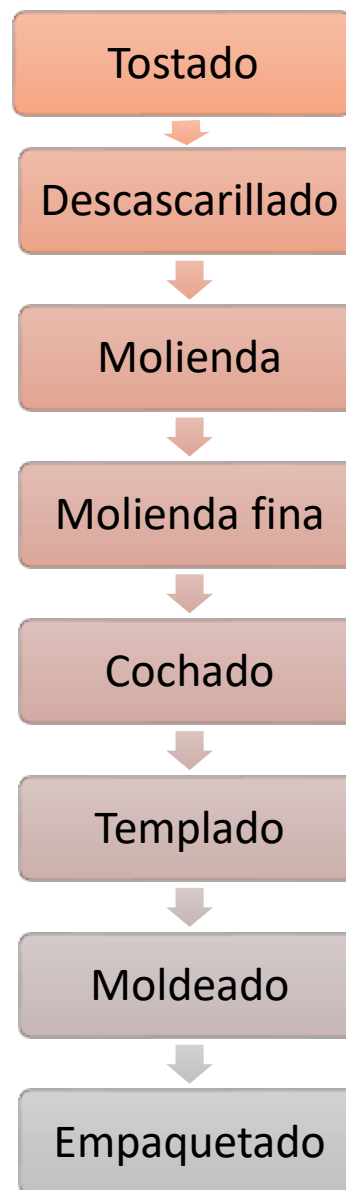 Tostado
Descascarillado
Molienda
Molienda fina
Cochado
Templado
Moldeado
Empaquetado